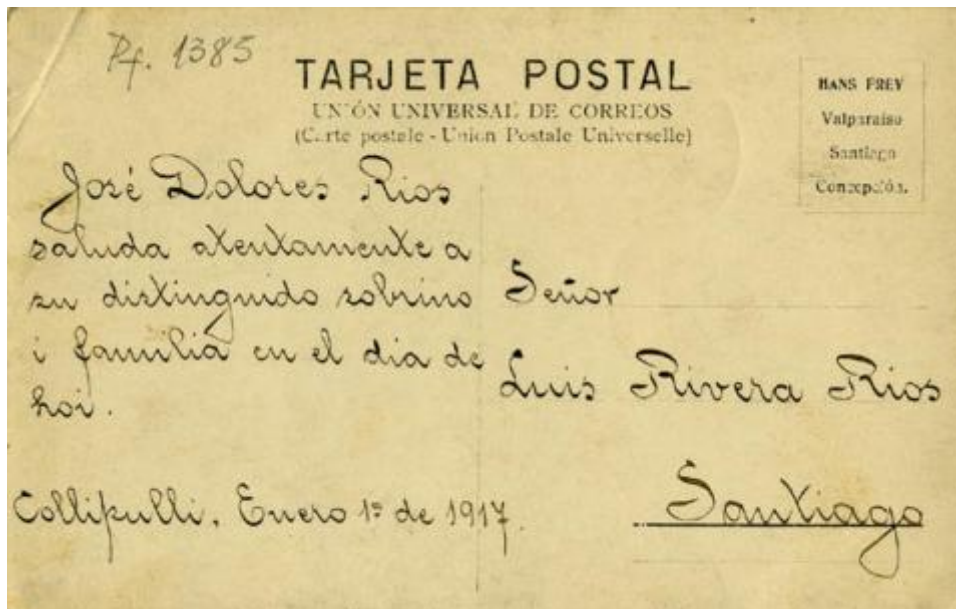 Pf. 1385
TARJETA POSTAL
UNIÓN UNIVERSAL DE CORREOS
(Carte postale - Union Postale Universelle)
HANS FREY
Valparaiso
Santiago
Concepción.
José Dolores Rios
saluda atentamente a
su distinguido sobrino
i familia en el dia de
hoi.
Collipulli, Enero 1º de 1917.
Señor
Luis Rivera Rios
Santiago